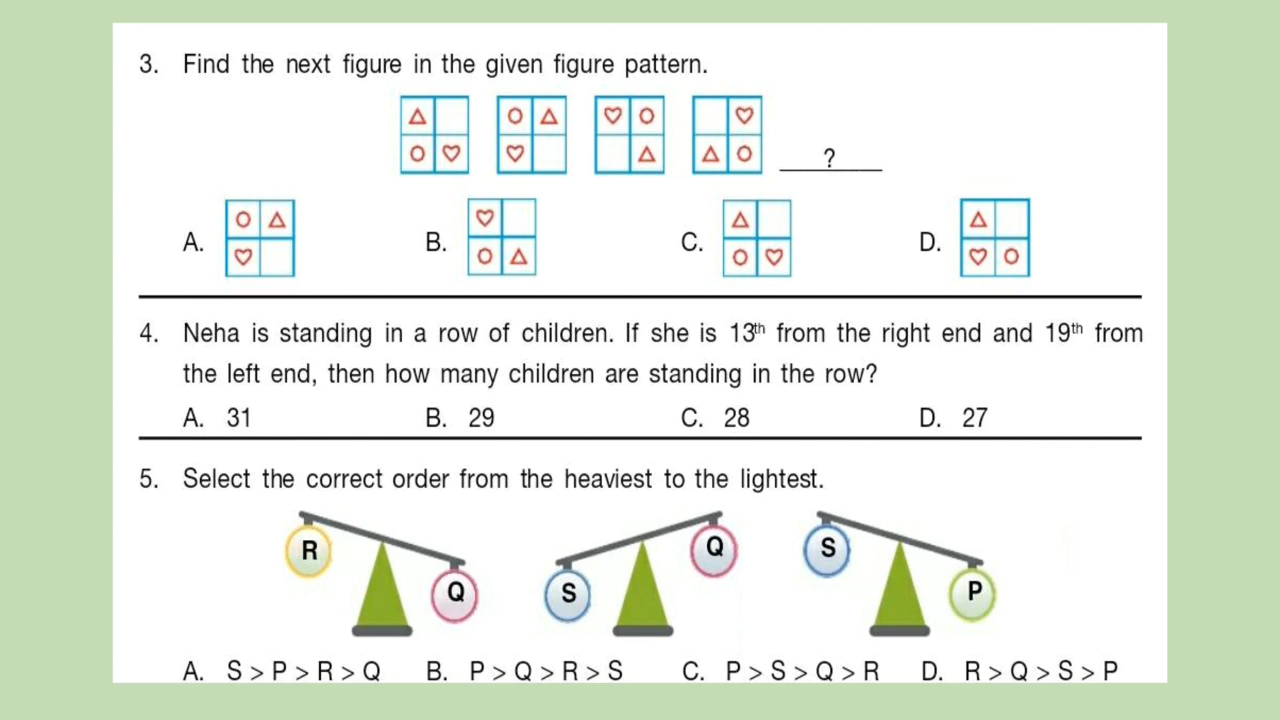 3. Find the next figure in the given figure pattern.
?
A. B. C. D.
4. Neha is standing in a row of children. If she is 13th from the right end and 19th from
the left end, then how many children are standing in the row?
A. 31 B. 29 C. 28 D. 27
5. Select the correct order from the heaviest to the lightest.
R Q S Q S P
A. S > P > R > Q B. P > Q > R > S C. P > S > Q > R D. R > Q > S > P